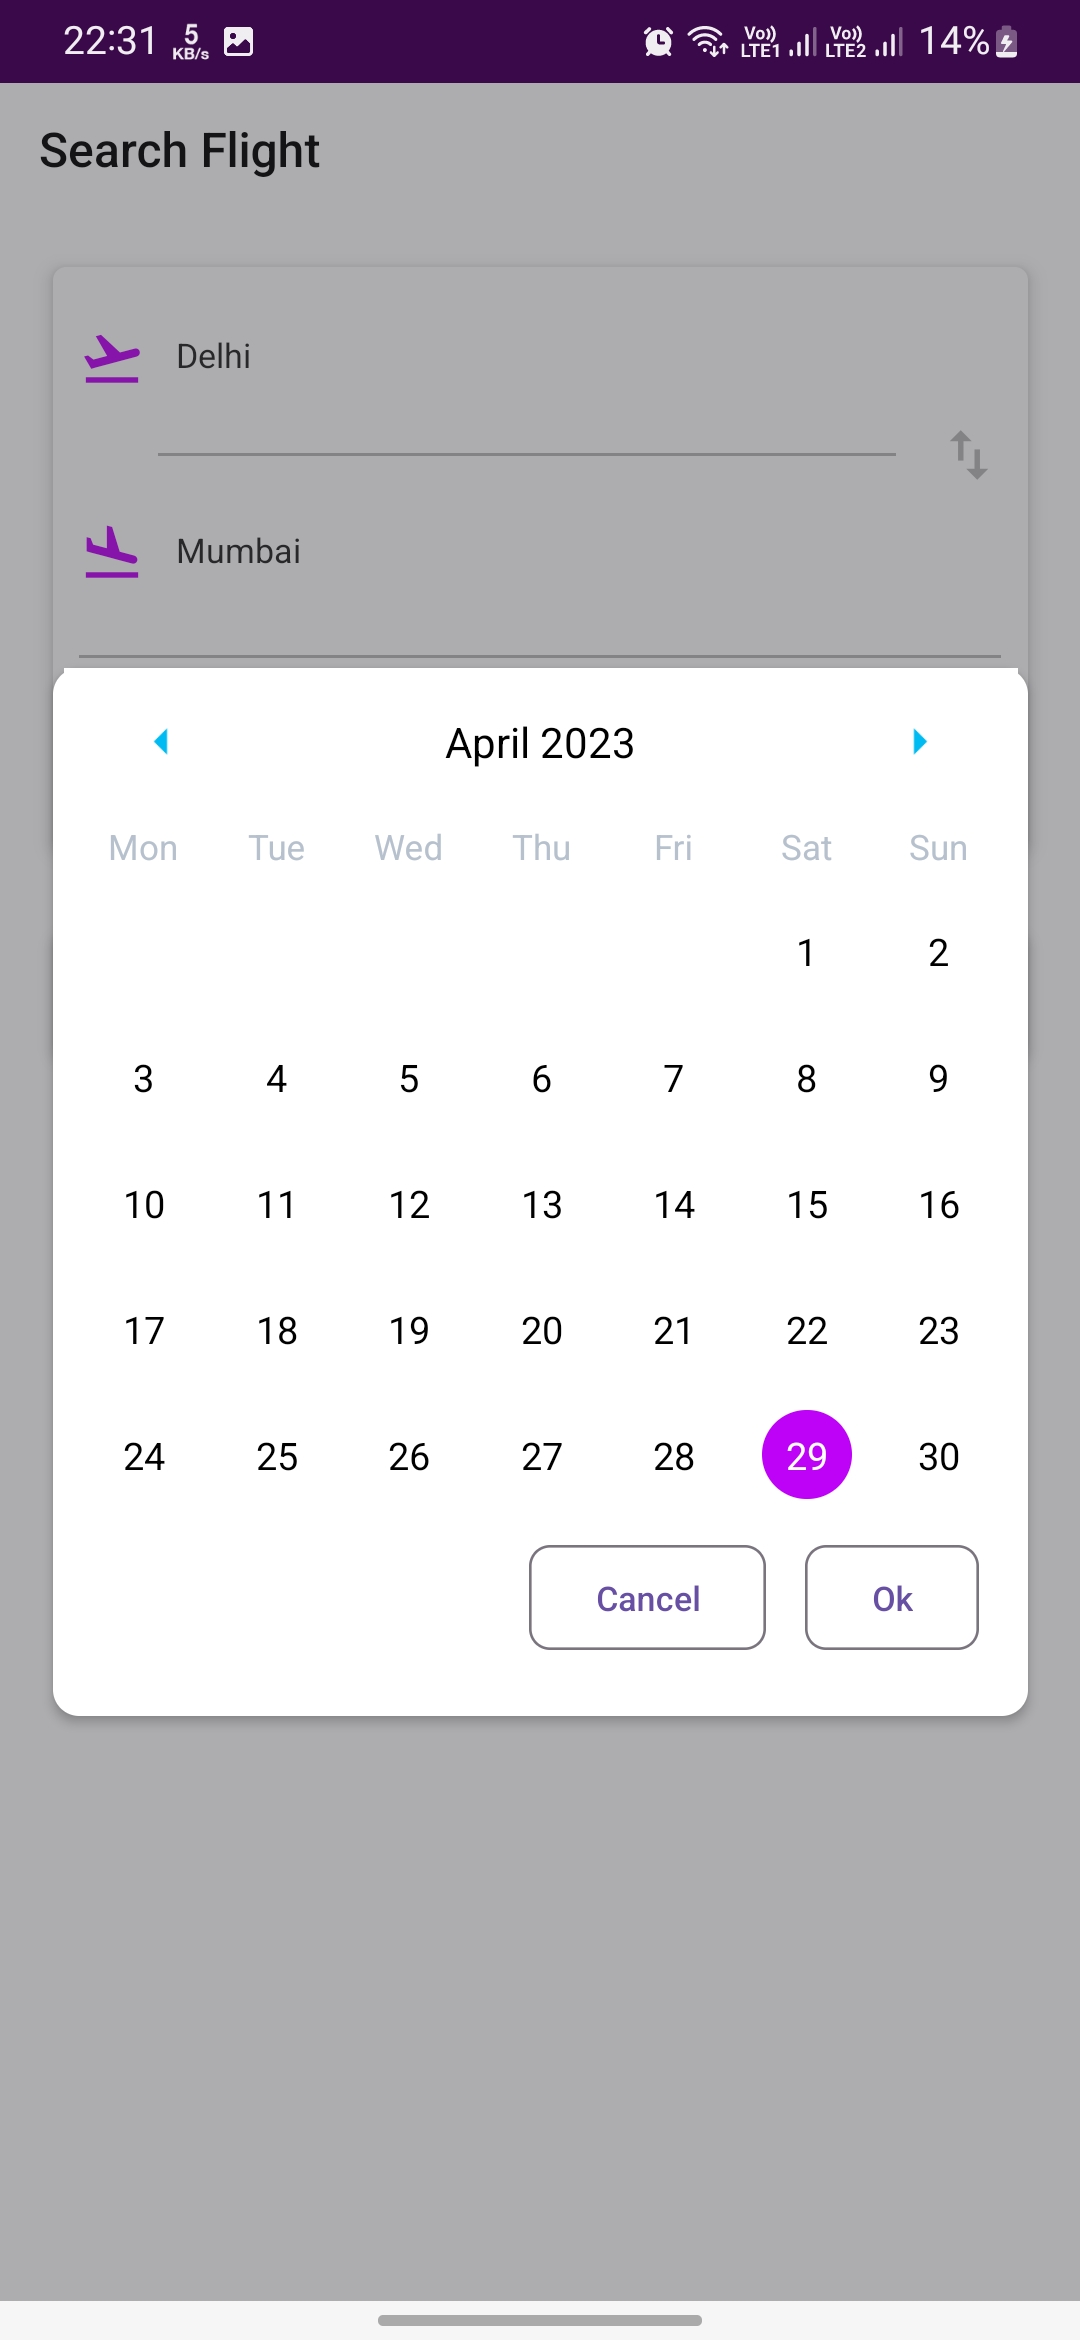 22:31 5 KB/s Vo)) LTE1 Vo)) LTE2 14%
Search Flight
Delhi
Mumbai
April 2023
Mon Tue Wed Thu Fri Sat Sun
1 2
3 4 5 6 7 8 9
10 11 12 13 14 15 16
17 18 19 20 21 22 23
24 25 26 27 28 29 30
Cancel Ok